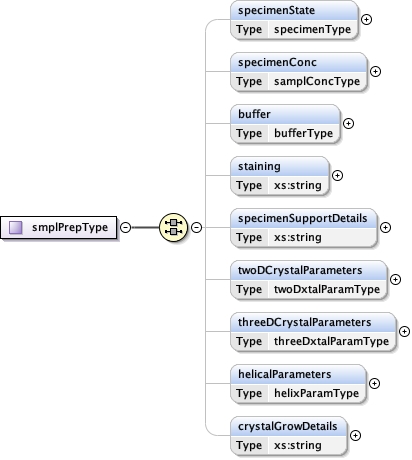 specimenState
Type specimenType
specimenConc
Type samplConcType
buffer
Type bufferType
staining
Type xs:string
smplPrepType
specimenSupportDetails
Type xs:string
twoDCrystalParameters
Type twoDxtalParamType
threeDCrystalParameters
Type threeDxtalParamType
helicalParameters
Type helixParamType
crystalGrowDetails
Type xs:string